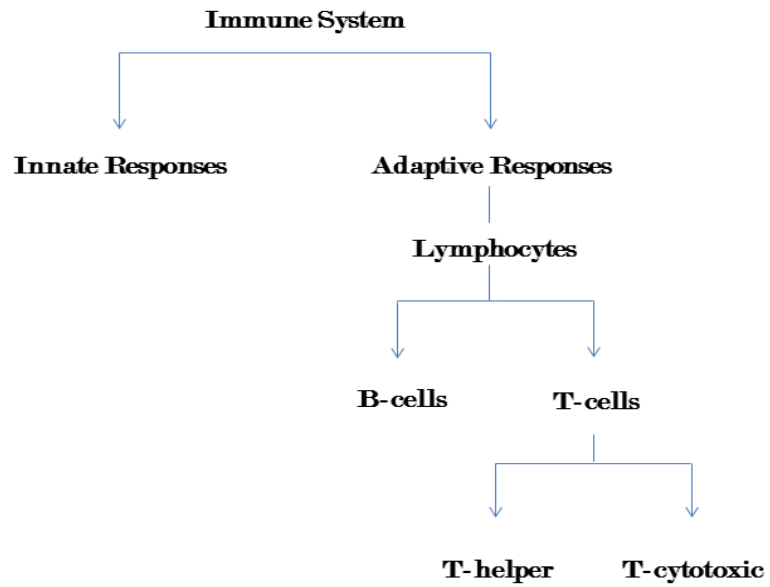 Immune System
Innate Responses
Adaptive Responses
Lymphocytes
B-cells
T-cells
T-helper
T-cytotoxic